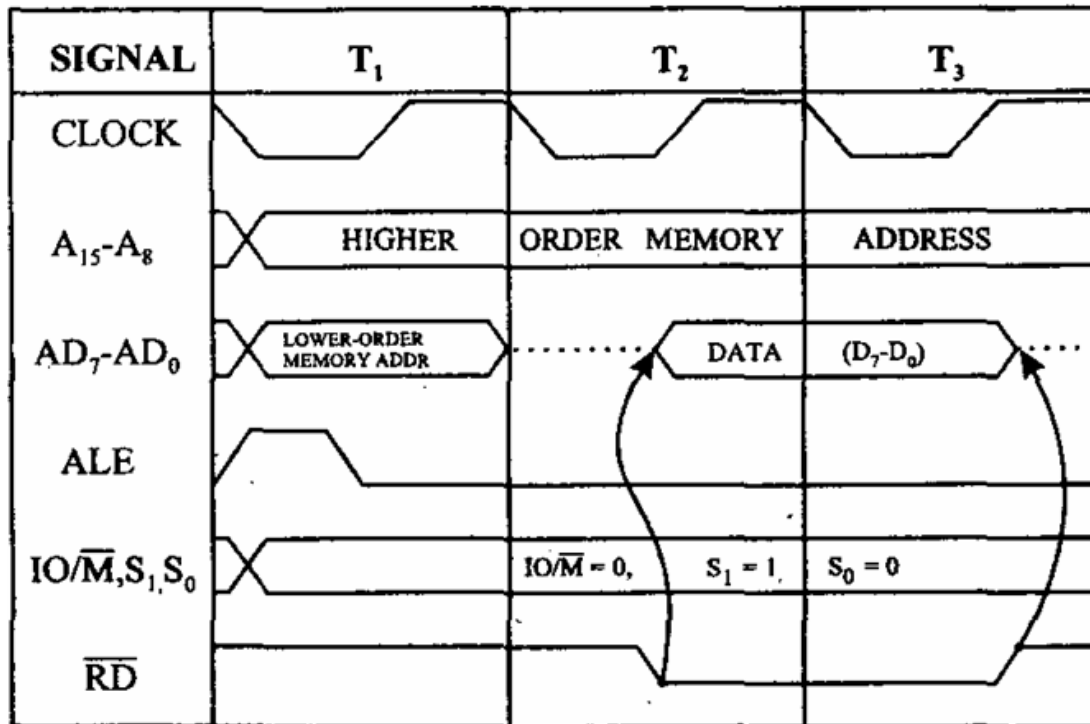 SIGNAL T₁ T₂ T₃
CLOCK
A₁₅-A₈ HIGHER ORDER MEMORY ADDRESS
AD₇-AD₀ LOWER-ORDER MEMORY ADDR DATA (D₇-D₀)
ALE
IO/M̅,S₁,S₀ IO/M̅ = 0, S₁ = 1, S₀ = 0
R̅D̅